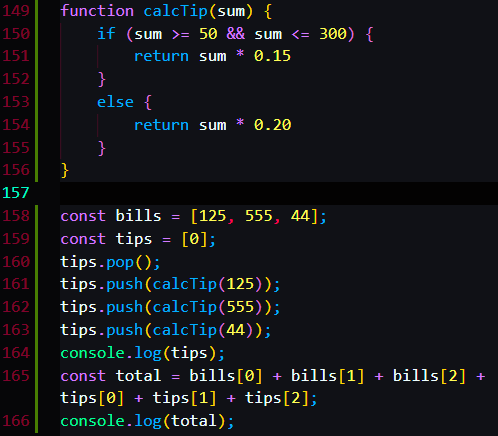 149 function calcTip(sum) {
150     if (sum >= 50 && sum <= 300) {
151         return sum * 0.15
152     }
153     else {
154         return sum * 0.20
155     }
156 }
157
158 const bills = [125, 555, 44];
159 const tips = [0];
160 tips.pop();
161 tips.push(calcTip(125));
162 tips.push(calcTip(555));
163 tips.push(calcTip(44));
164 console.log(tips);
165 const total = bills[0] + bills[1] + bills[2] +
tips[0] + tips[1] + tips[2];
166 console.log(total);